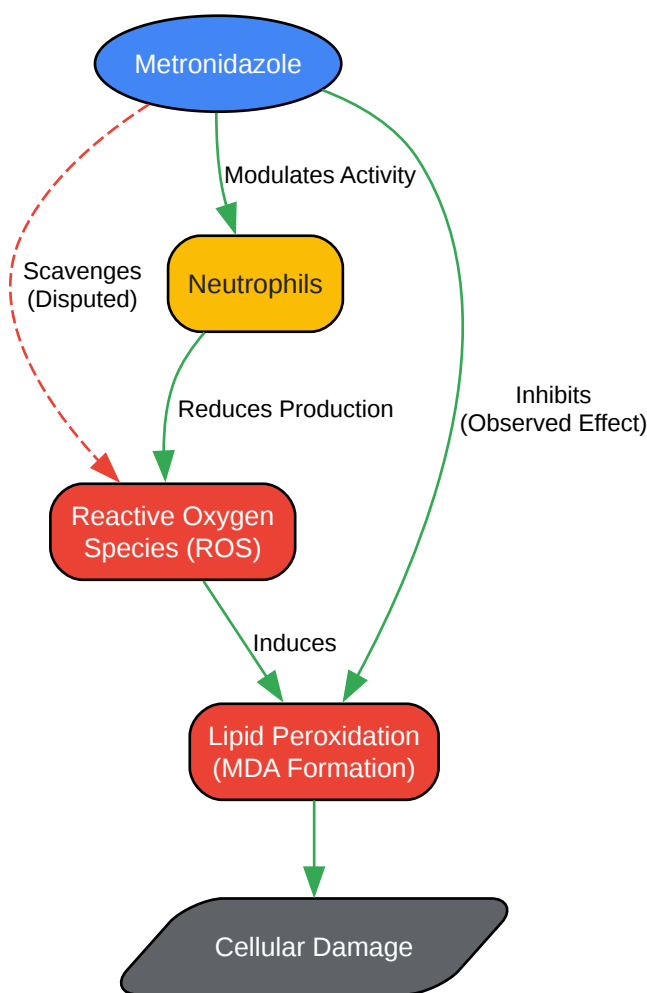 Metronidazole
Modulates Activity
Scavenges
(Disputed)
Neutrophils
Inhibits
(Observed Effect)
Reduces Production
Reactive Oxygen
Species (ROS)
Induces
Lipid Peroxidation
(MDA Formation)
Cellular Damage